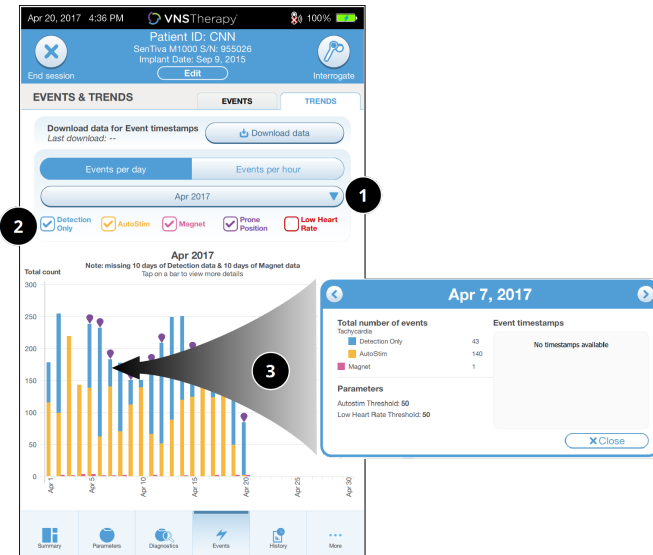 Apr 20, 2017 4:36 PM VNSTherapy 100%
Patient ID: CNN
SenTiva M1000 S/N: 955026
Implant Date: Sep 9, 2015
Edit
End session
Interrogate
EVENTS & TRENDS
EVENTS
TRENDS
Download data for Event timestamps
Last download: --
Download data
Events per day
Events per hour
Apr 2017
1
2
Detection Only
AutoStim
Magnet
Prone Position
Low Heart Rate
Apr 2017
Note: missing 10 days of Detection data & 10 days of Magnet data
Tap on a bar to view more details
Total count
300
250
200
150
100
50
0
Apr 1
Apr 5
Apr 10
Apr 15
Apr 20
Apr 25
Apr 30
3
Apr 7, 2017
Total number of events
Tachycardia
Detection Only 43
AutoStim 140
Magnet 1
Parameters
Autostim Threshold: 50
Low Heart Rate Threshold: 50
Event timestamps
No timestamps available
Close
Summary
Parameters
Diagnostics
Events
History
More